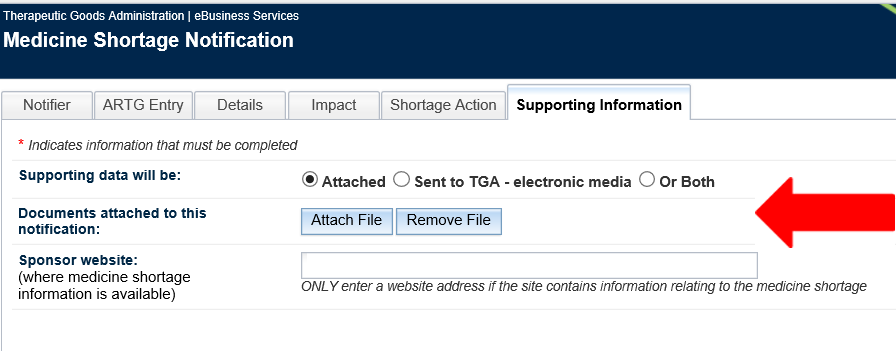 Therapeutic Goods Administration | eBusiness Services
Medicine Shortage Notification
Notifier ARTG Entry Details Impact Shortage Action Supporting Information
* Indicates information that must be completed
Supporting data will be: Attached Sent to TGA - electronic media Or Both
Documents attached to this
notification:
Attach File Remove File
Sponsor website:
(where medicine shortage
information is available)
ONLY enter a website address if the site contains information relating to the medicine shortage